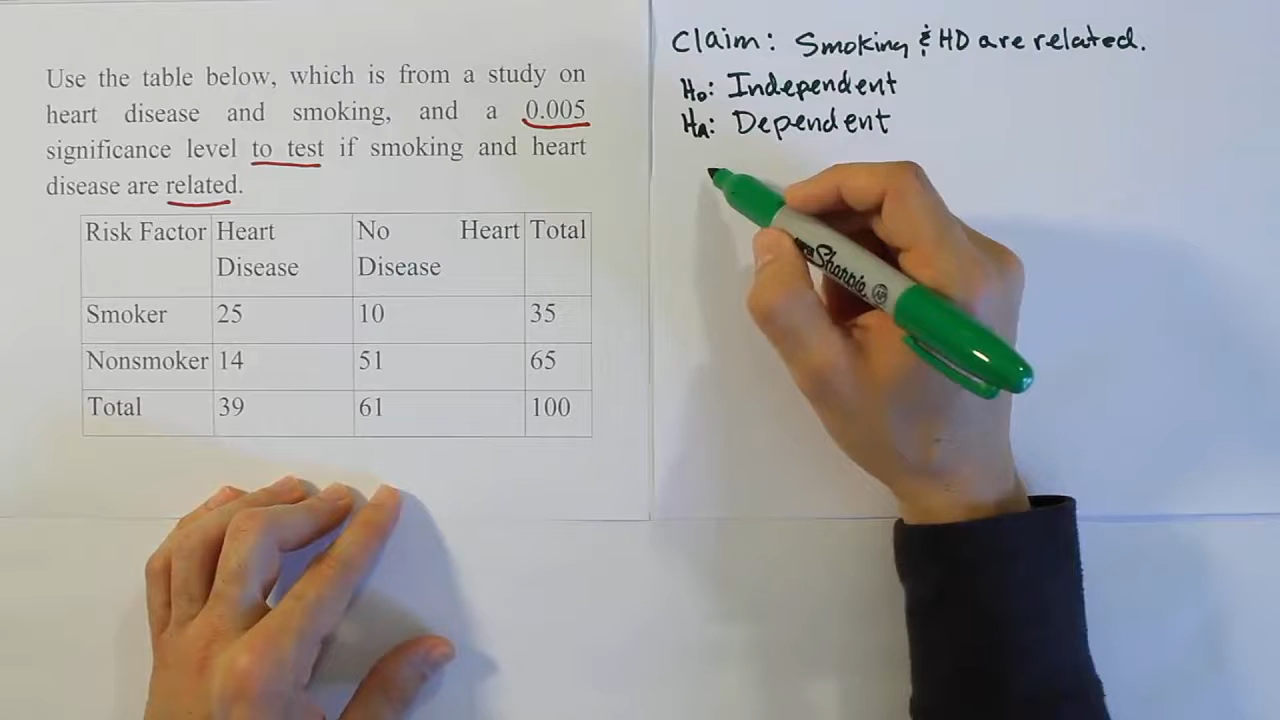 Use the table below, which is from a study on
heart disease and smoking, and a 0.005
significance level to test if smoking and heart
disease are related.
Risk Factor Heart Disease No Heart Disease Total
Smoker 25 10 35
Nonsmoker 14 51 65
Total 39 61 100
Claim: Smoking & HD are related.
H₀: Independent
Hᴀ: Dependent
Sharpie